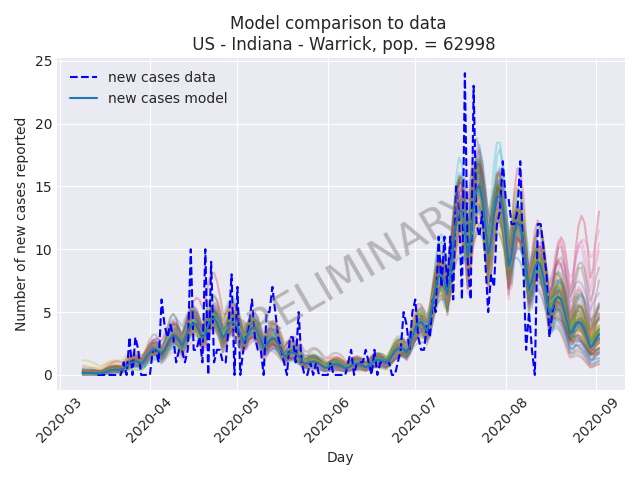 Model comparison to data
US - Indiana - Warrick, pop. = 62998
new cases data
new cases model
PRELIMINARY
Number of new cases reported
25
20
15
10
5
0
2020-03
2020-04
2020-05
2020-06
2020-07
2020-08
2020-09
Day